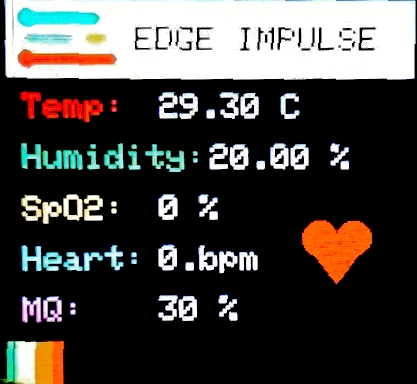 EDGE IMPULSE
Temp: 29.30 C
Humidity: 20.00 %
SpO2: 0 %
Heart: 0.bpm
MQ: 30 %